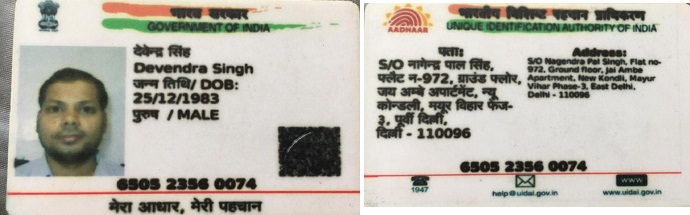 भारत सरकार
GOVERNMENT OF INDIA
देवेन्द्र सिंह
Devendra Singh
जन्म तिथि/ DOB:
25/12/1983
पुरुष / MALE
6505 2356 0074
मेरा आधार, मेरी पहचान
भारतीय विशिष्ट पहचान प्राधिकरण
UNIQUE IDENTIFICATION AUTHORITY OF INDIA
AADHAAR
पता:
S/O नागेन्द्र पाल सिंह,
फ्लैट न-972, ग्राउंड फ्लोर,
जय अम्बे अपार्टमेंट, न्यू
कोन्डली, मयूर विहार फेज-
३, पूर्वी दिल्ली,
दिल्ली - 110096
Address:
S/O Nagendra Pal Singh, Flat no-
972, Ground floor, jai Ambe
Apartment, New Kondli, Mayur
Vihar Phase-3, East Delhi,
Delhi - 110096
6505 2356 0074
1947
help@uidai.gov.in
www
www.uidai.gov.in